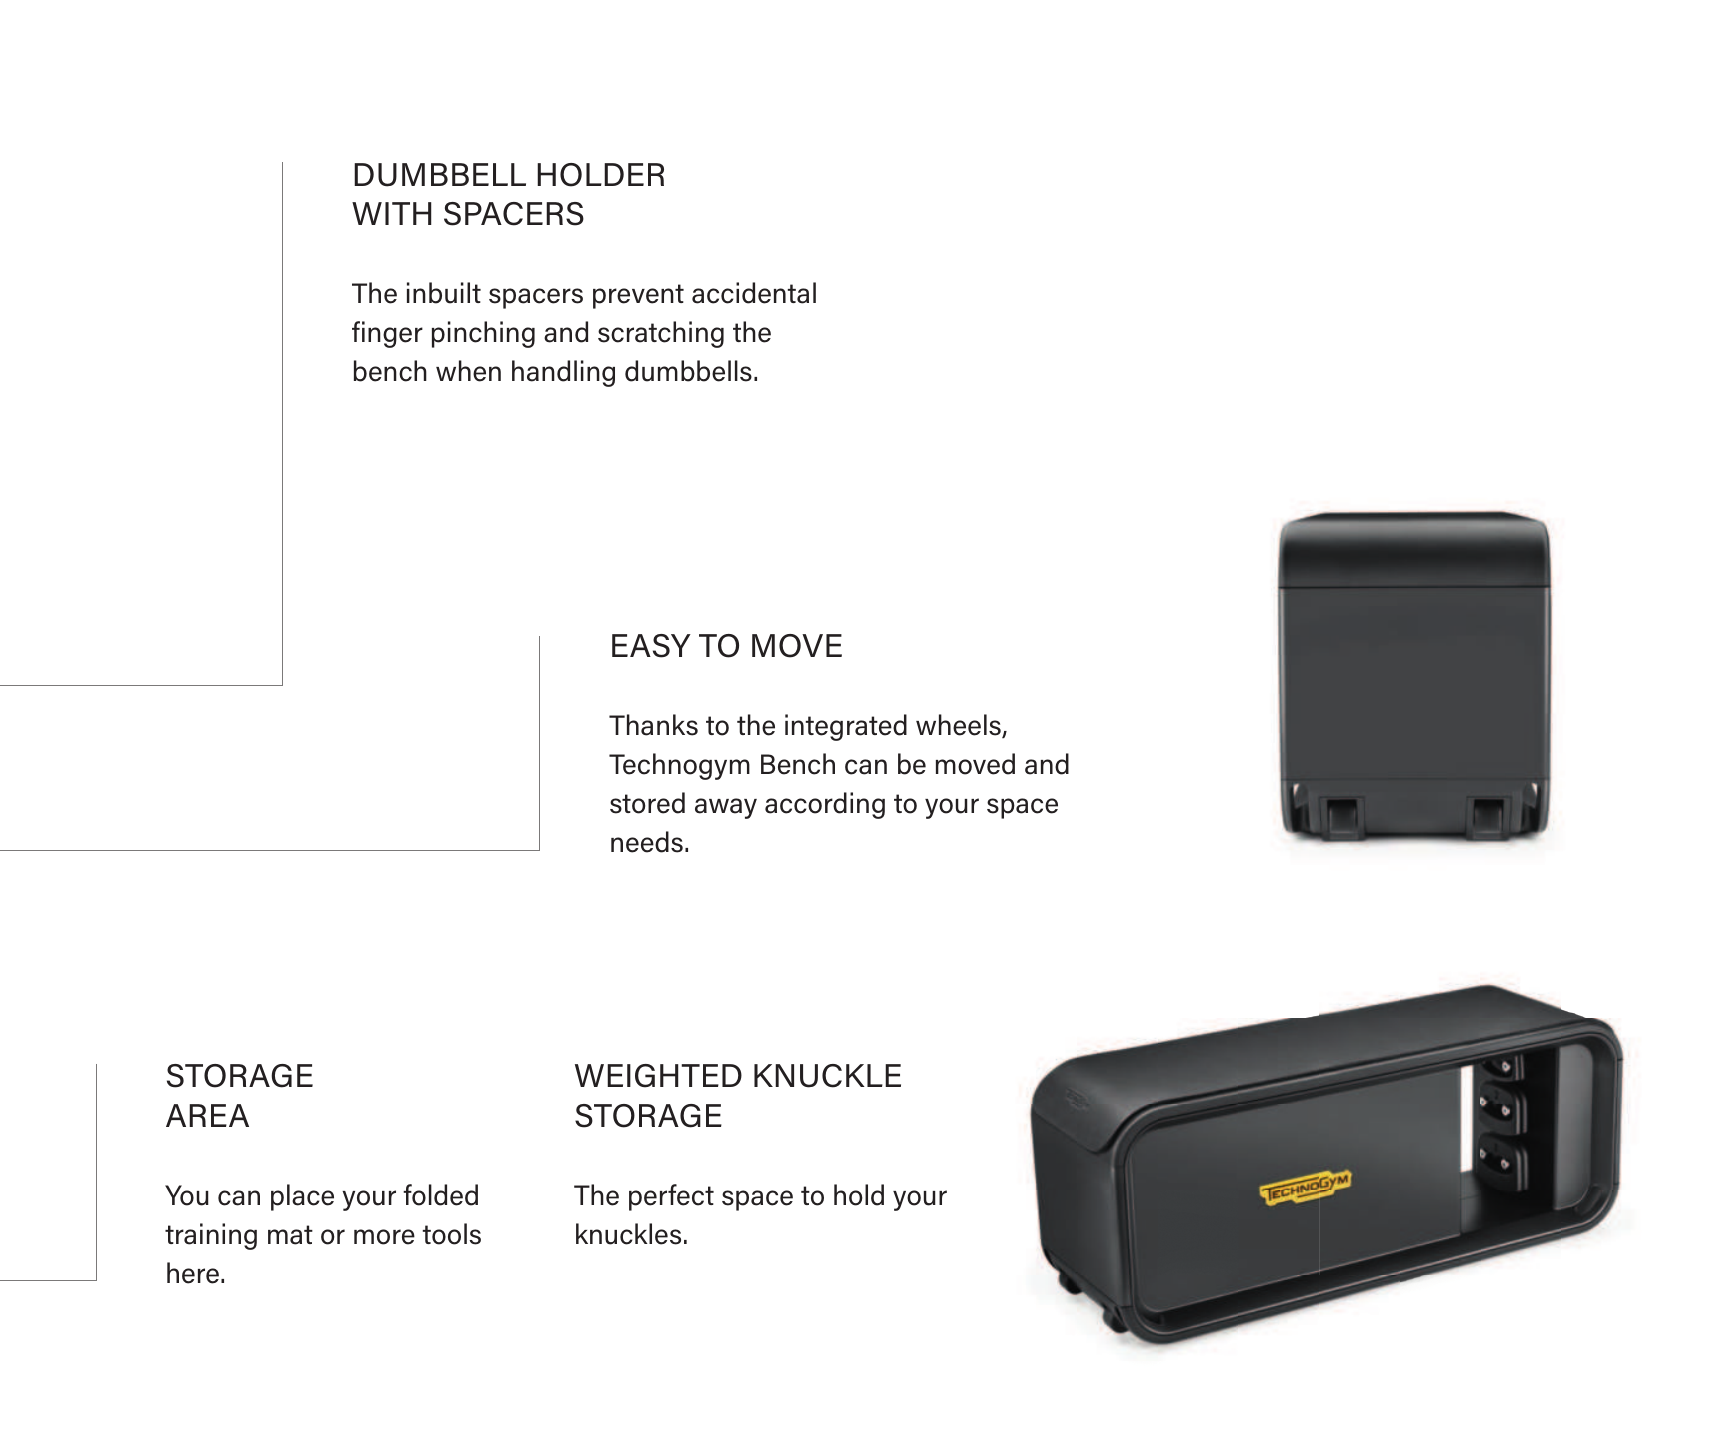 DUMBBELL HOLDER
WITH SPACERS
The inbuilt spacers prevent accidental
finger pinching and scratching the
bench when handling dumbbells.
EASY TO MOVE
Thanks to the integrated wheels,
Technogym Bench can be moved and
stored away according to your space
needs.
STORAGE
AREA
You can place your folded
training mat or more tools
here.
WEIGHTED KNUCKLE
STORAGE
The perfect space to hold your
knuckles.
TECHNOGYM